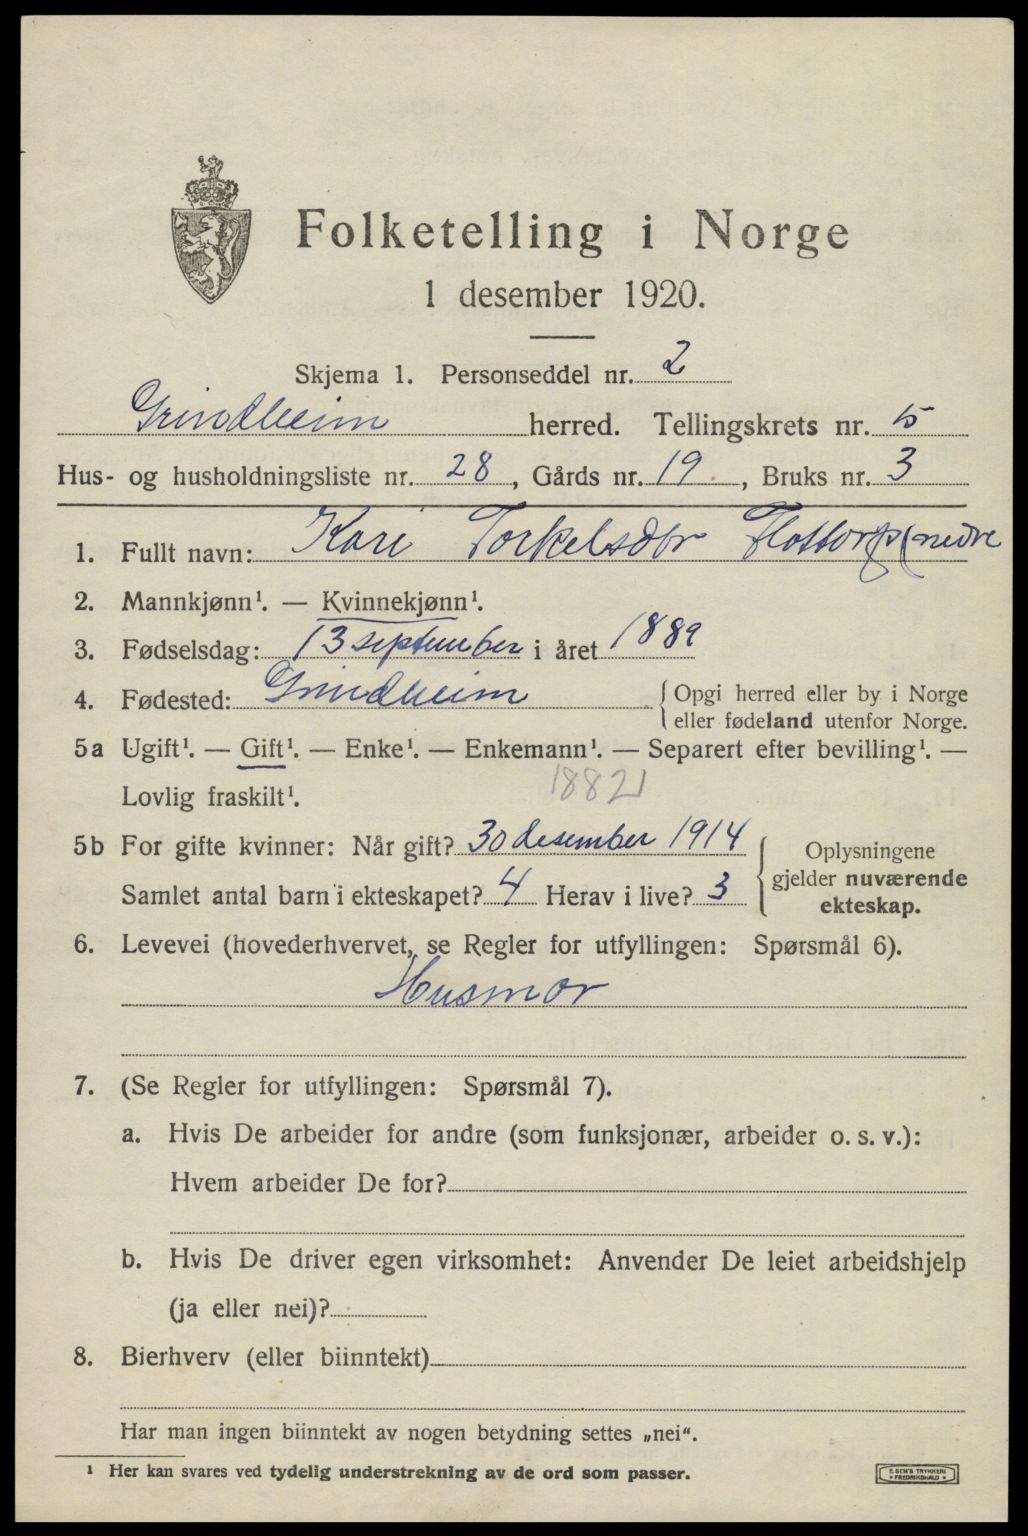 Folketelling i Norge
1 desember 1920.
Skjema 1. Personseddel nr. 2
Grindheim herred. Tellingskrets nr. 5
Hus- og husholdningsliste nr. 28, Gårds nr. 19, Bruks nr. 3
1. Fullt navn: Kari Torkelsdtr Flottorp (nedre
2. Mannkjønn¹. — Kvinnekjønn¹.
3. Fødselsdag: 13 september i året 1889
4. Fødested: Grindheim { Opgi herred eller by i Norge
eller fødeland utenfor Norge.
5a Ugift¹. — Gift¹. — Enke¹. — Enkemann¹. — Separert efter bevilling¹. —
Lovlig fraskilt¹. 1882
5b For gifte kvinner: Når gift? 30 desember 1914 { Oplysningene
gjelder nuværende
Samlet antal barn i ekteskapet? 4 Herav i live? 3 ekteskap.
6. Levevei (hovederhvervet, se Regler for utfyllingen: Spørsmål 6).
Husmor
7. (Se Regler for utfyllingen: Spørsmål 7).
a. Hvis De arbeider for andre (som funksjonær, arbeider o. s. v.):
Hvem arbeider De for?
b. Hvis De driver egen virksomhet: Anvender De leiet arbeidshjelp
(ja eller nei)?
8. Bierhverv (eller biinntekt)
Har man ingen biinntekt av nogen betydning settes „nei“.
¹ Her kan svares ved tydelig understrekning av de ord som passer.
E. SEM'S TRYKKERI
• FREDRIKSHALD •